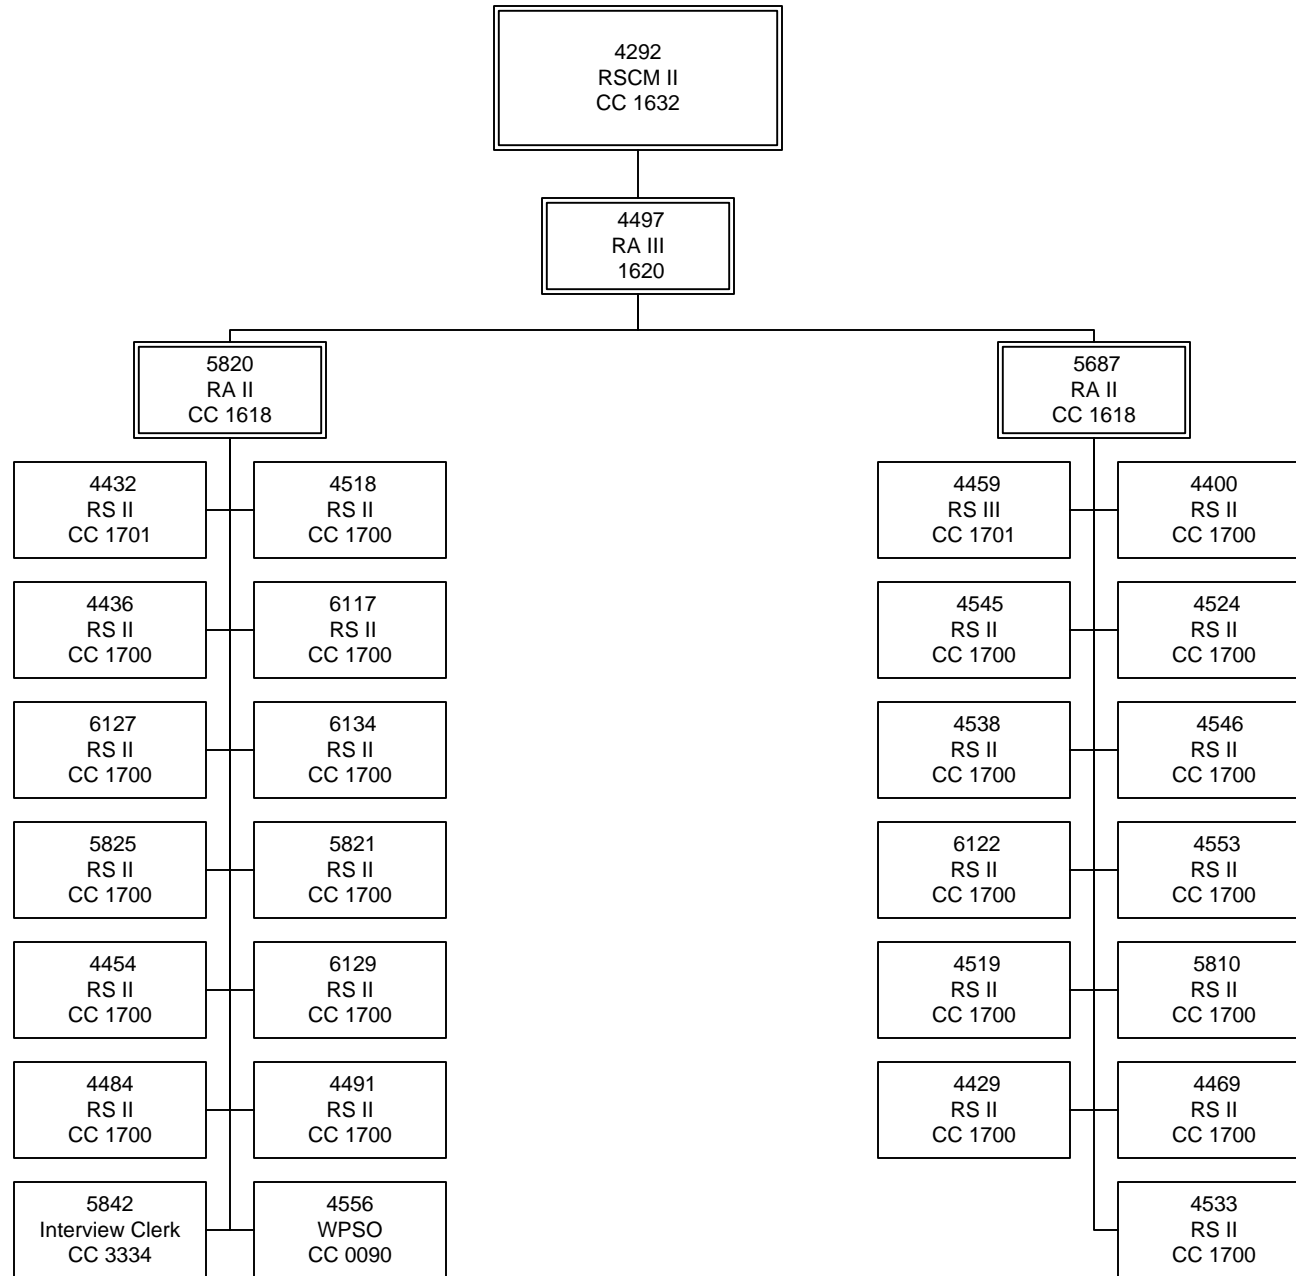 4292
RSCM II
CC 1632
4497
RA III
1620
5820
RA II
CC 1618
5687
RA II
CC 1618
4432
RS II
CC 1701
4518
RS II
CC 1700
4459
RS III
CC 1701
4400
RS II
CC 1700
4436
RS II
CC 1700
6117
RS II
CC 1700
4545
RS II
CC 1700
4524
RS II
CC 1700
6127
RS II
CC 1700
6134
RS II
CC 1700
4538
RS II
CC 1700
4546
RS II
CC 1700
5825
RS II
CC 1700
5821
RS II
CC 1700
6122
RS II
CC 1700
4553
RS II
CC 1700
4454
RS II
CC 1700
6129
RS II
CC 1700
4519
RS II
CC 1700
5810
RS II
CC 1700
4484
RS II
CC 1700
4491
RS II
CC 1700
4429
RS II
CC 1700
4469
RS II
CC 1700
5842
Interview Clerk
CC 3334
4556
WPSO
CC 0090
4533
RS II
CC 1700